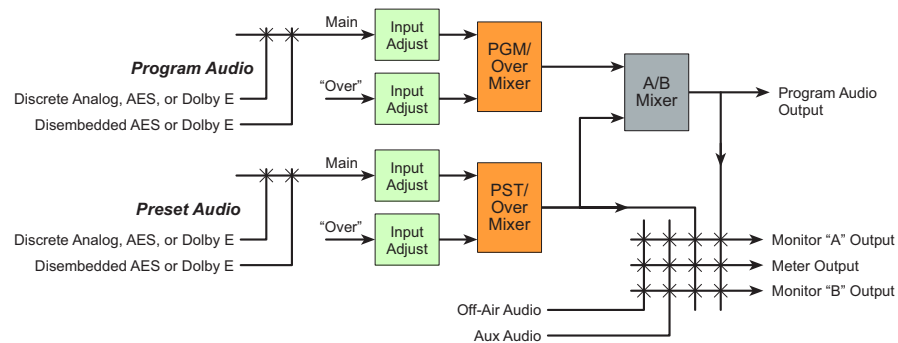 Main
Input
Adjust
Program Audio
"Over"
Input
Adjust
PGM/
Over
Mixer
A/B
Mixer
Program Audio
Output
Discrete Analog, AES, or Dolby E
Disembedded AES or Dolby E
Main
Input
Adjust
Preset Audio
"Over"
Input
Adjust
PST/
Over
Mixer
Discrete Analog, AES, or Dolby E
Disembedded AES or Dolby E
Monitor "A" Output
Meter Output
Monitor "B" Output
Off-Air Audio
Aux Audio